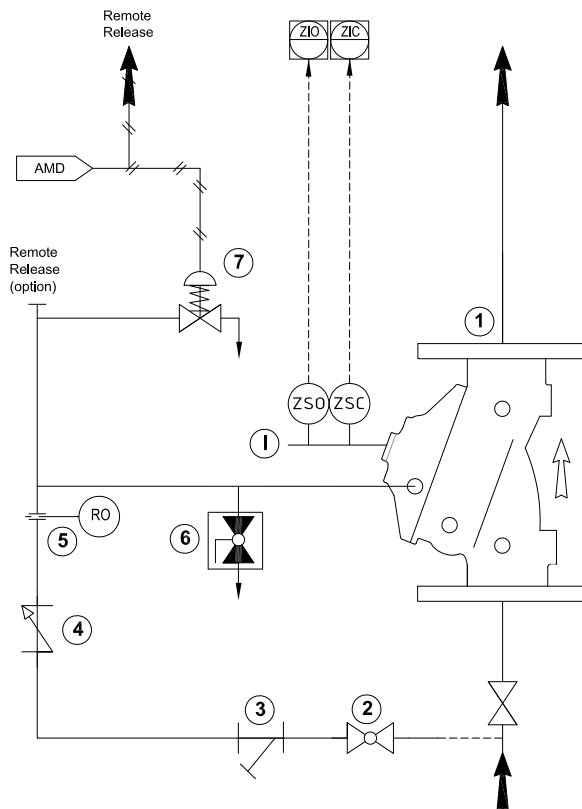 Remote
Release
ZIO
ZIC
AMD
Remote
Release
(option)
7
1
ZSO
ZSC
I
RO
5
6
4
3
2